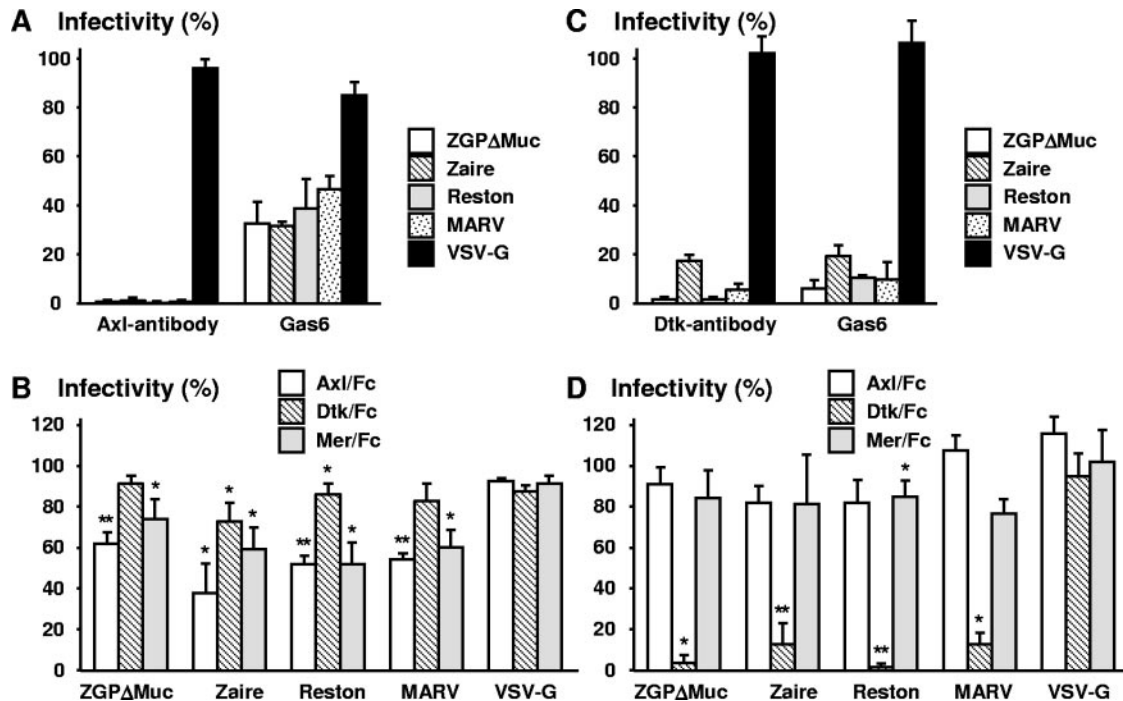 A Infectivity (%)
100
80
60
40
20
0
Axl-antibody Gas6
ZGPΔMuc
Zaire
Reston
MARV
VSV-G
C Infectivity (%)
100
80
60
40
20
0
Dtk-antibody Gas6
ZGPΔMuc
Zaire
Reston
MARV
VSV-G
B Infectivity (%)
Axl/Fc
Dtk/Fc
Mer/Fc
120
100
80
60
40
20
0
** *
* * *
** * *
** *
ZGPΔMuc Zaire Reston MARV VSV-G
D Infectivity (%)
Axl/Fc
Dtk/Fc
Mer/Fc
120
100
80
60
40
20
0
* ** ** * *
ZGPΔMuc Zaire Reston MARV VSV-G